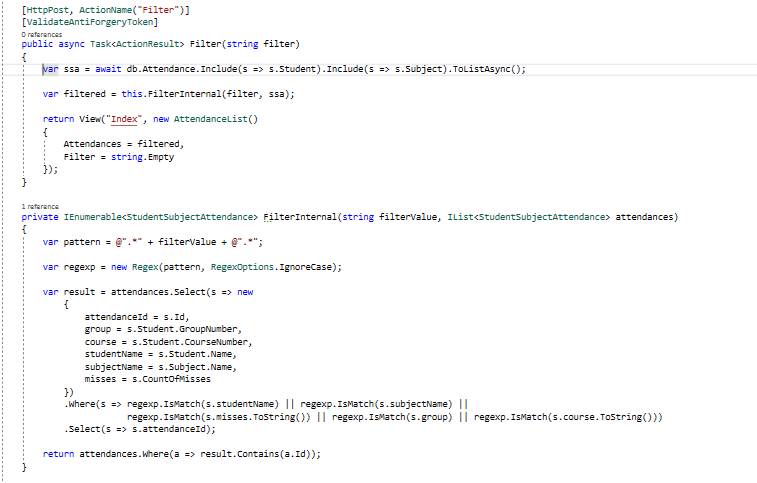 [HttpPost, ActionName("Filter")]
[ValidateAntiForgeryToken]
0 references
public async Task<ActionResult> Filter(string filter)
{
    var ssa = await db.Attendance.Include(s => s.Student).Include(s => s.Subject).ToListAsync();

    var filtered = this.FilterInternal(filter, ssa);

    return View("Index", new AttendanceList()
    {
        Attendances = filtered,
        Filter = string.Empty
    });
}

1 reference
private IEnumerable<StudentSubjectAttendance> FilterInternal(string filterValue, IList<StudentSubjectAttendance> attendances)
{
    var pattern = @".*" + filterValue + @".*";

    var regexp = new Regex(pattern, RegexOptions.IgnoreCase);

    var result = attendances.Select(s => new
        {
            attendanceId = s.Id,
            group = s.Student.GroupNumber,
            course = s.Student.CourseNumber,
            studentName = s.Student.Name,
            subjectName = s.Subject.Name,
            misses = s.CountOfMisses
        })
        .Where(s => regexp.IsMatch(s.studentName) || regexp.IsMatch(s.subjectName) ||
                    regexp.IsMatch(s.misses.ToString()) || regexp.IsMatch(s.group) || regexp.IsMatch(s.course.ToString()))
        .Select(s => s.attendanceId);

    return attendances.Where(a => result.Contains(a.Id));
}